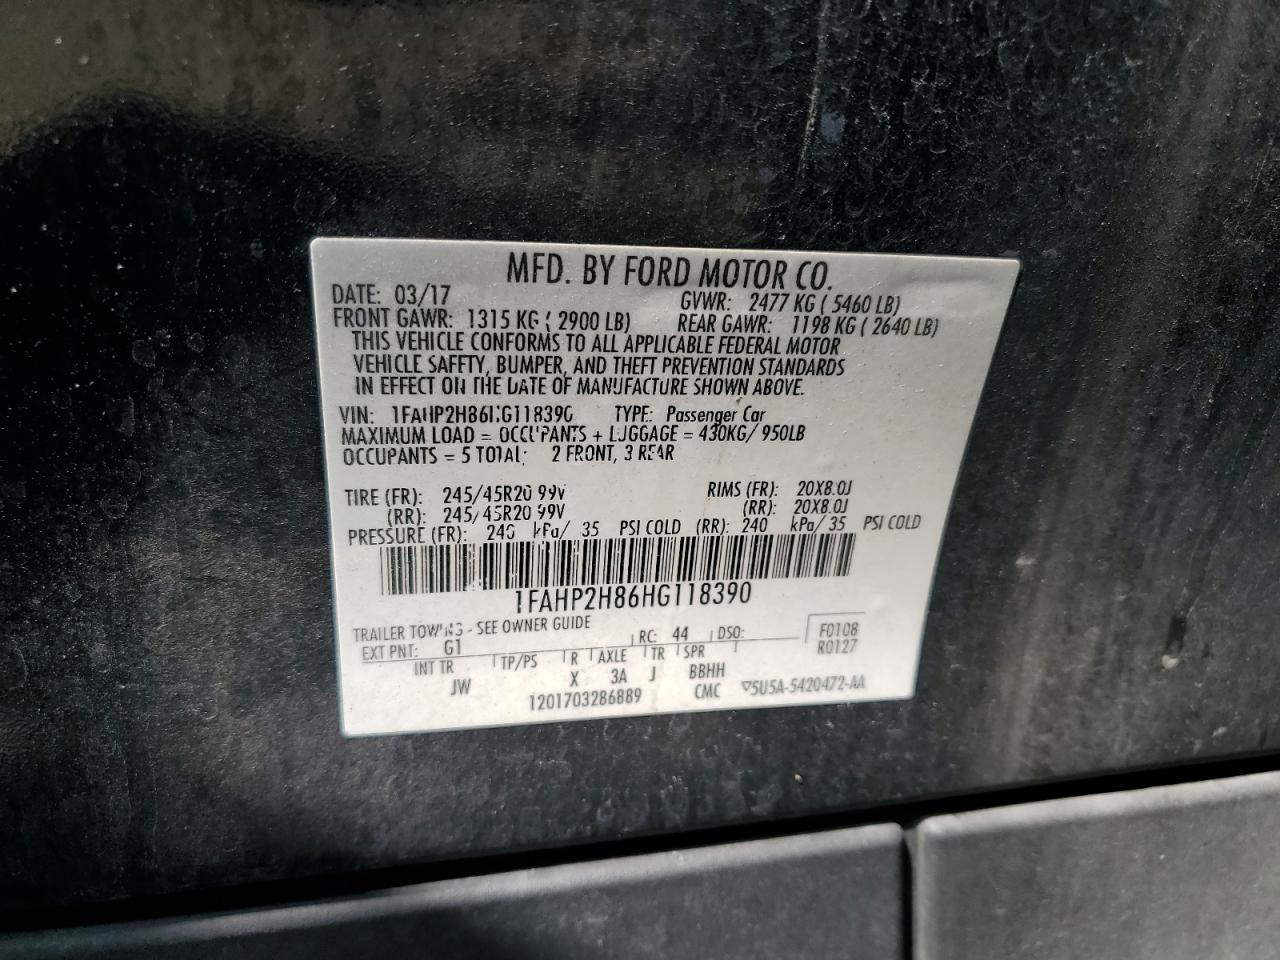 MFD. BY FORD MOTOR CO.
DATE: 03/17 GVWR: 2477 KG ( 5460 LB)
FRONT GAWR: 1315 KG ( 2900 LB) REAR GAWR: 1198 KG ( 2640 LB)
THIS VEHICLE CONFORMS TO ALL APPLICABLE FEDERAL MOTOR
VEHICLE SAFETY, BUMPER, AND THEFT PREVENTION STANDARDS
IN EFFECT ON THE DATE OF MANUFACTURE SHOWN ABOVE.
VIN: 1FAHP2H86HG118390 TYPE: Passenger Car
MAXIMUM LOAD = OCCUPANTS + LUGGAGE = 430KG/ 950LB
OCCUPANTS = 5 TOTAL; 2 FRONT, 3 REAR
TIRE (FR): 245/45R20 99V RIMS (FR): 20X8.0J
(RR): 245/45R20 99V (RR): 20X8.0J
PRESSURE (FR): 240 kPa/ 35 PSI COLD (RR): 240 kPa/ 35 PSI COLD
1FAHP2H86HG118390
TRAILER TOWING - SEE OWNER GUIDE
EXT PNT: G1 RC: 44 DSO: F0108
R0127
INT TR TP/PS R AXLE TR SPR
JW X 3A J BBHH
1201703286889 CMC ▽5U5A-5420472-AA